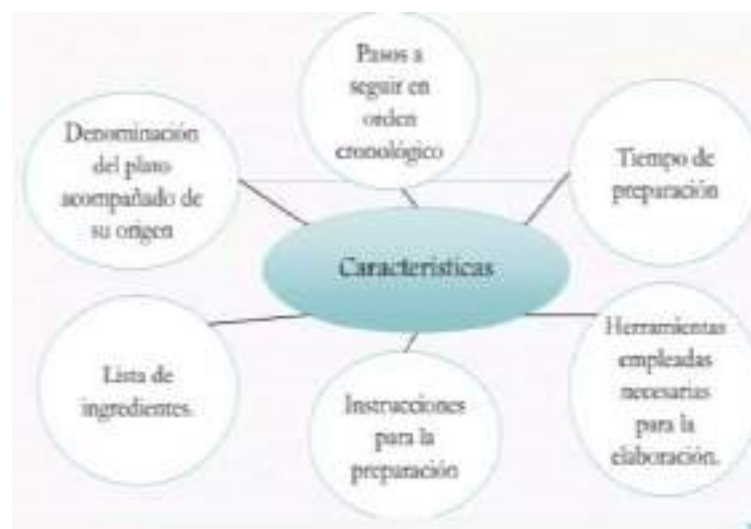 Pasos a
seguir en
orden
cronológico
Denominación
del plato
acompañado de
su origen
Tiempo de
preparación
Características
Lista de
ingredientes.
Instrucciones
para la
preparación
Herramientas
empleadas
necesarias
para la
elaboración.